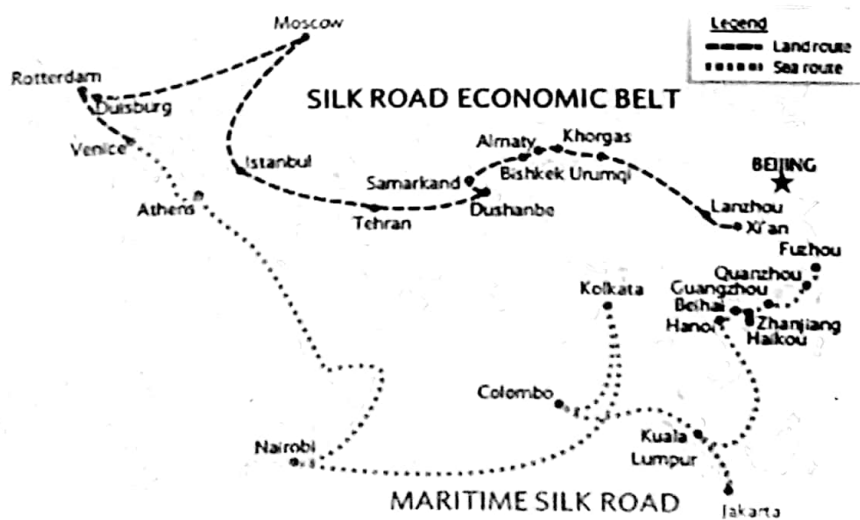 Moscow
Legend
Land route
Sea route
Rotterdam
Duisburg
SILK ROAD ECONOMIC BELT
Venice
Almaty
Khorgas
Istanbul
Bishkek Urumqi
BEIJING
Samarkand
Athens
Tehran
Dushanbe
Lanzhou
Xi'an
Fuzhou
Quanzhou
Kolkata
Guangzhou
Beihai
Hanoi
Zhanjiang
Haikou
Colombo
Nairobi
Kuala
Lumpur
MARITIME SILK ROAD
Jakarta